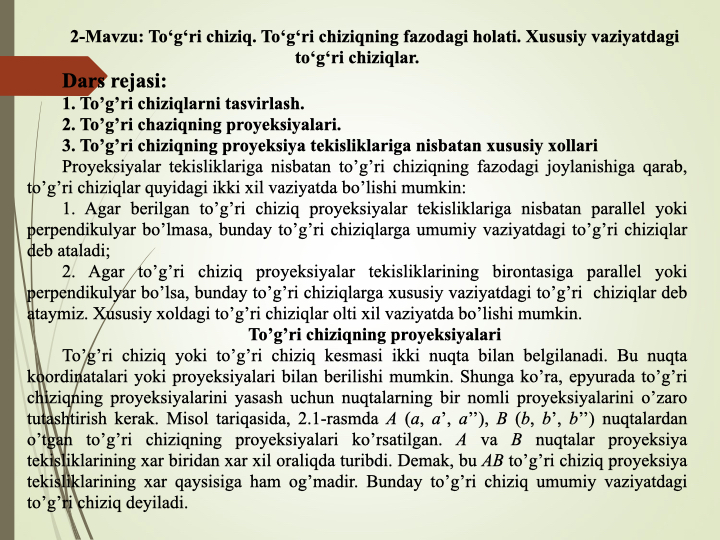 2-Mavzu: To‘g‘ri chiziq. To‘g‘ri chiziqning fazodagi holati. Xususiy vaziyatdagi
to‘g‘ri chiziqlar.
Dars rejasi:
1. To’g’ri chiziqlarni tasvirlash.
2. To’g’ri chaziqning proyeksiyalari.
3. To’g’ri chiziqning proyeksiya tekisliklariga nisbatan xususiy xollari
Proyeksiyalar tekisliklariga nisbatan to’g’ri chiziqning fazodagi joylanishiga qarab,
to’g’ri chiziqlar quyidagi ikki xil vaziyatda bo’lishi mumkin:
1. Agar berilgan to’g’ri chiziq proyeksiyalar tekisliklariga nisbatan parallel yoki
perpendikulyar bo’lmasa, bunday to’g’ri chiziqlarga umumiy vaziyatdagi to’g’ri chiziqlar
deb ataladi;
2. Agar to’g’ri chiziq proyeksiyalar tekisliklarining birontasiga parallel yoki
perpendikulyar bo’lsa, bunday to’g’ri chiziqlarga xususiy vaziyatdagi to’g’ri chiziqlar deb
ataymiz. Xususiy xoldagi to’g’ri chiziqlar olti xil vaziyatda bo’lishi mumkin.
To’g’ri chiziqning proyeksiyalari
To’g’ri chiziq yoki to’g’ri chiziq kesmasi ikki nuqta bilan belgilanadi. Bu nuqta
koordinatalari yoki proyeksiyalari bilan berilishi mumkin. Shunga ko’ra, epyurada to’g’ri
chiziqning proyeksiyalarini yasash uchun nuqtalarning bir nomli proyeksiyalarini o’zaro
tutashtirish kerak. Misol tariqasida, 2.1-rasmda A (a, a’, a’’), B (b, b’, b’’) nuqtalardan
o’tgan to’g’ri chiziqning proyeksiyalari ko’rsatilgan. A va B nuqtalar proyeksiya
tekisliklarining xar biridan xar xil oraliqda turibdi. Demak, bu AB to’g’ri chiziq proyeksiya
tekisliklarining xar qaysisiga ham og’madir. Bunday to’g’ri chiziq umumiy vaziyatdagi
to’g’ri chiziq deyiladi.